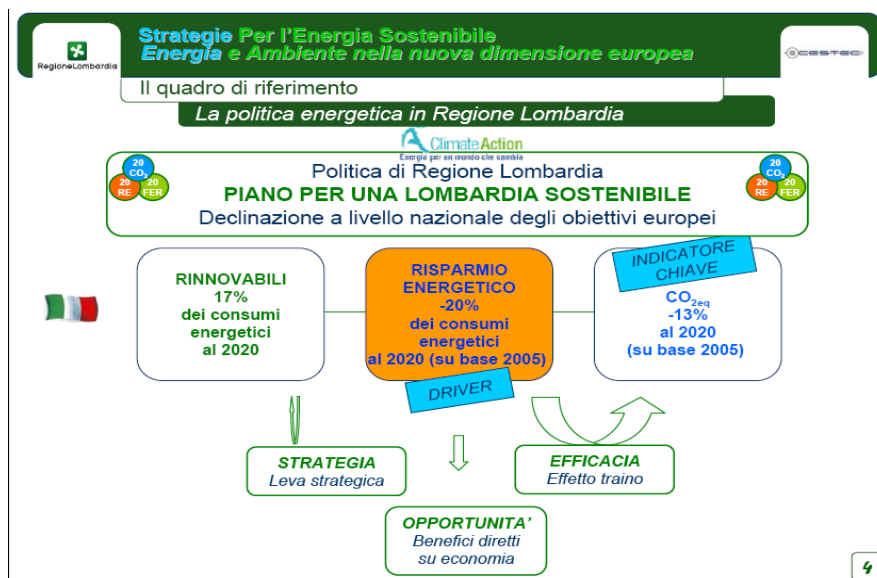 Strategie Per l'Energia Sostenibile
Energia e Ambiente nella nuova dimensione europea
RegioneLombardia
CESTEC
Il quadro di riferimento
La politica energetica in Regione Lombardia
ClimateAction
Energia per un mondo che cambia
20
CO2
20
RE
20
FER
Politica di Regione Lombardia
PIANO PER UNA LOMBARDIA SOSTENIBILE
Declinazione a livello nazionale degli obiettivi europei
20
CO2
20
RE
20
FER
RINNOVABILI
17%
dei consumi
energetici
al 2020
RISPARMIO
ENERGETICO
-20%
dei consumi
energetici
al 2020 (su base 2005)
DRIVER
INDICATORE
CHIAVE
CO2eq
-13%
al 2020
(su base 2005)
STRATEGIA
Leva strategica
EFFICACIA
Effetto traino
OPPORTUNITA'
Benefici diretti
su economia
4